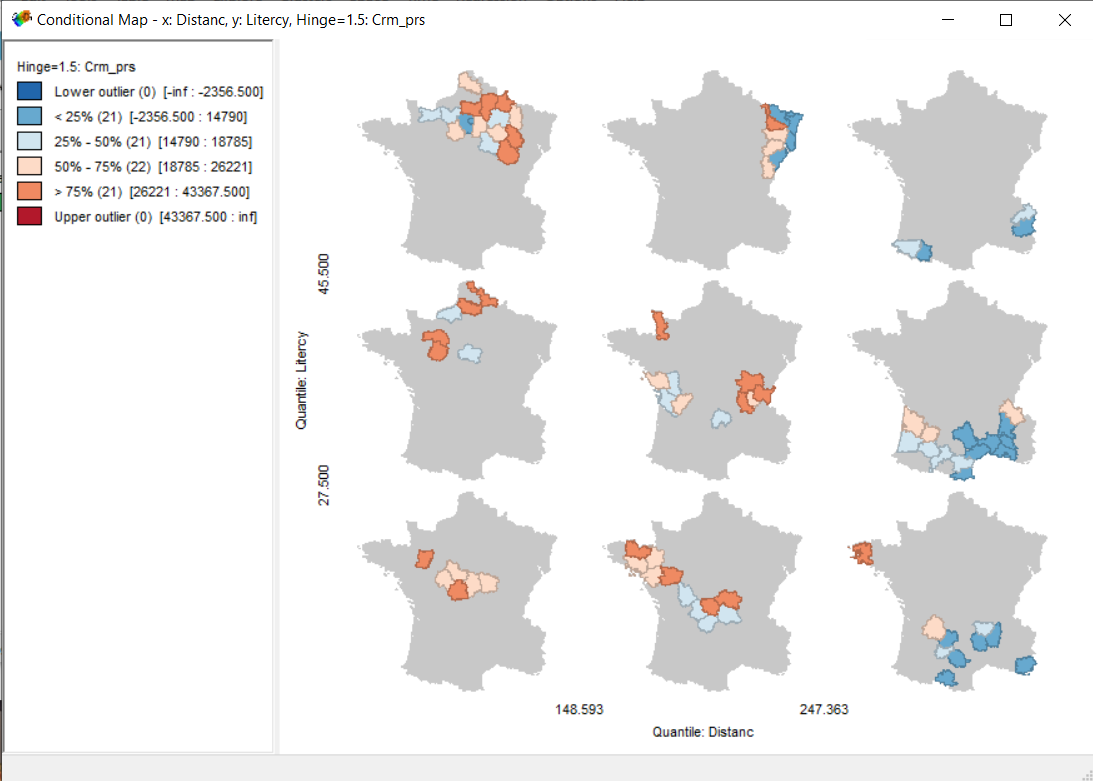 Conditional Map - x: Distanc, y: Litercy, Hinge=1.5: Crm_prs
Hinge=1.5: Crm_prs
Lower outlier (0) [-inf : -2356.500]
< 25% (21) [-2356.500 : 14790]
25% - 50% (21) [14790 : 18785]
50% - 75% (22) [18785 : 26221]
> 75% (21) [26221 : 43367.500]
Upper outlier (0) [43367.500 : inf]
45.500
Quantile: Litercy
27.500
148.593
247.363
Quantile: Distanc